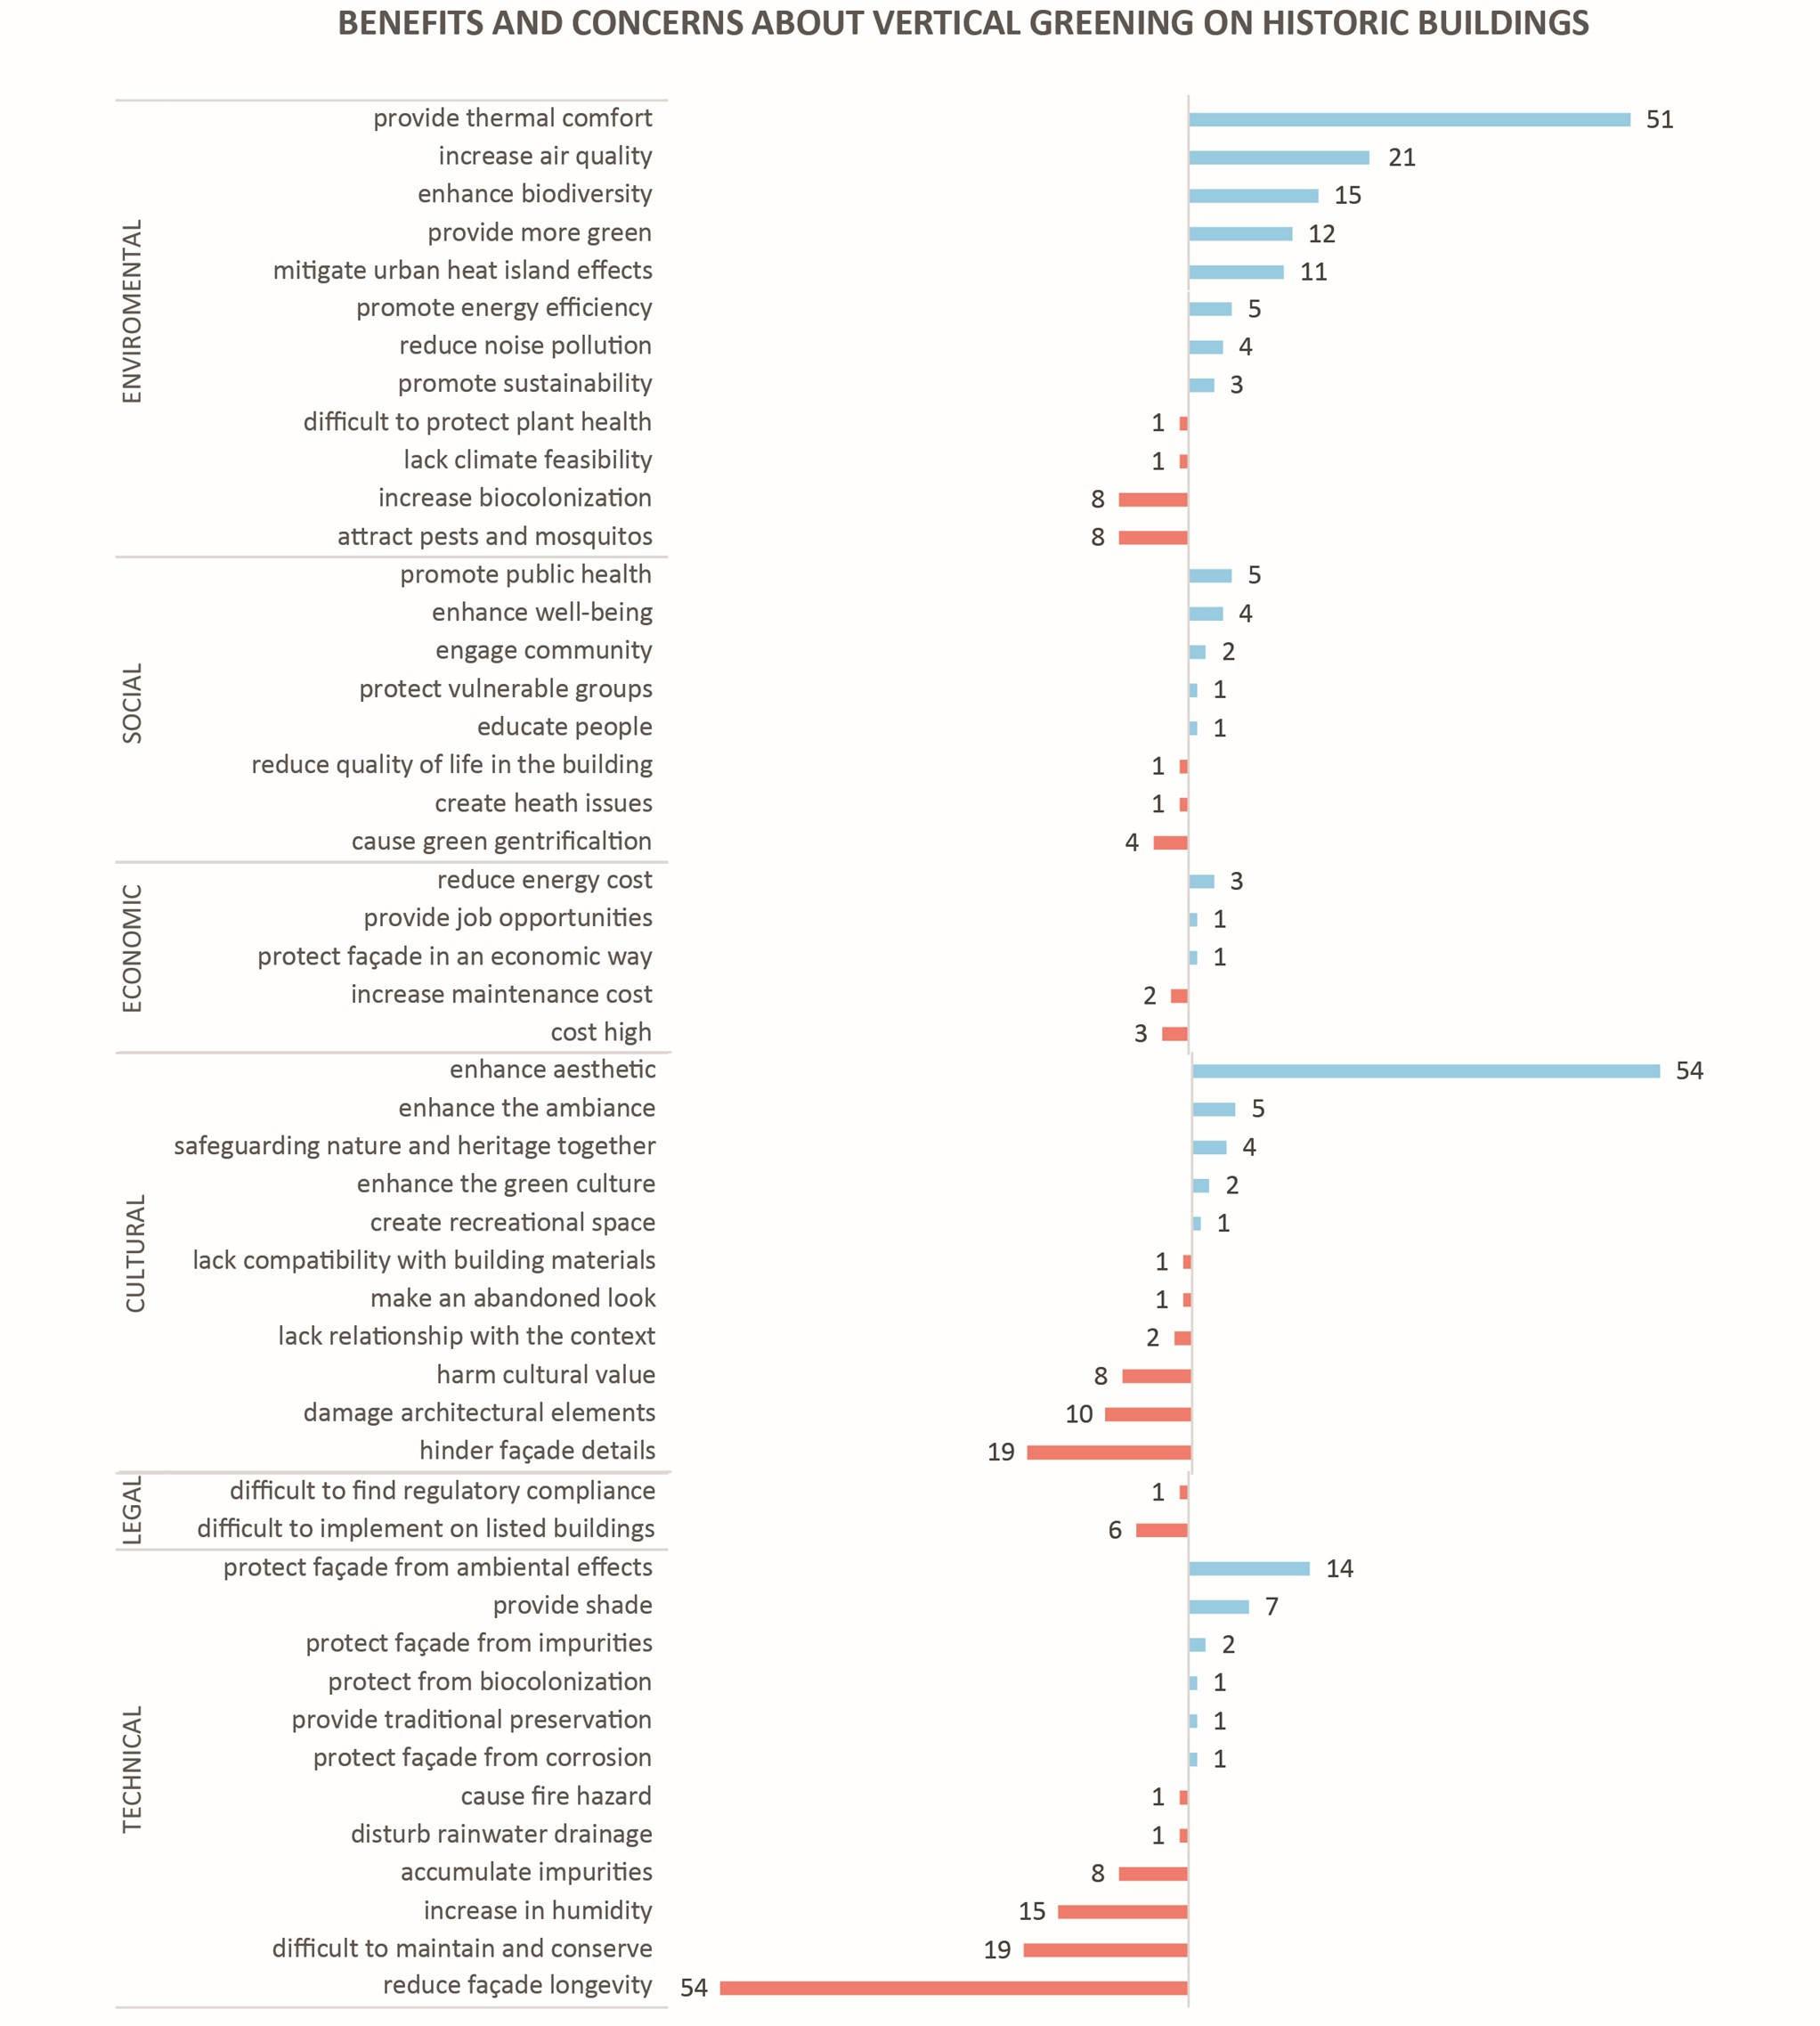 BENEFITS AND CONCERNS ABOUT VERTICAL GREENING ON HISTORIC BUILDINGS
ENVIROMENTAL
provide thermal comfort 51
increase air quality 21
enhance biodiversity 15
provide more green 12
mitigate urban heat island effects 11
promote energy efficiency 5
reduce noise pollution 4
promote sustainability 3
difficult to protect plant health 1
lack climate feasibility 1
increase biocolonization 8
attract pests and mosquitos 8
SOCIAL
promote public health 5
enhance well-being 4
engage community 2
protect vulnerable groups 1
educate people 1
reduce quality of life in the building 1
create heath issues 1
cause green gentrificaltion 4
ECONOMIC
reduce energy cost 3
provide job opportunities 1
protect façade in an economic way 1
increase maintenance cost 2
cost high 3
CULTURAL
enhance aesthetic 54
enhance the ambiance 5
safeguarding nature and heritage together 4
enhance the green culture 2
create recreational space 1
lack compatibility with building materials 1
make an abandoned look 1
lack relationship with the context 2
harm cultural value 8
damage architectural elements 10
hinder façade details 19
LEGAL
difficult to find regulatory compliance 1
difficult to implement on listed buildings 6
TECHNICAL
protect façade from ambiental effects 14
provide shade 7
protect façade from impurities 2
protect from biocolonization 1
provide traditional preservation 1
protect façade from corrosion 1
cause fire hazard 1
disturb rainwater drainage 1
accumulate impurities 8
increase in humidity 15
difficult to maintain and conserve 19
reduce façade longevity 54